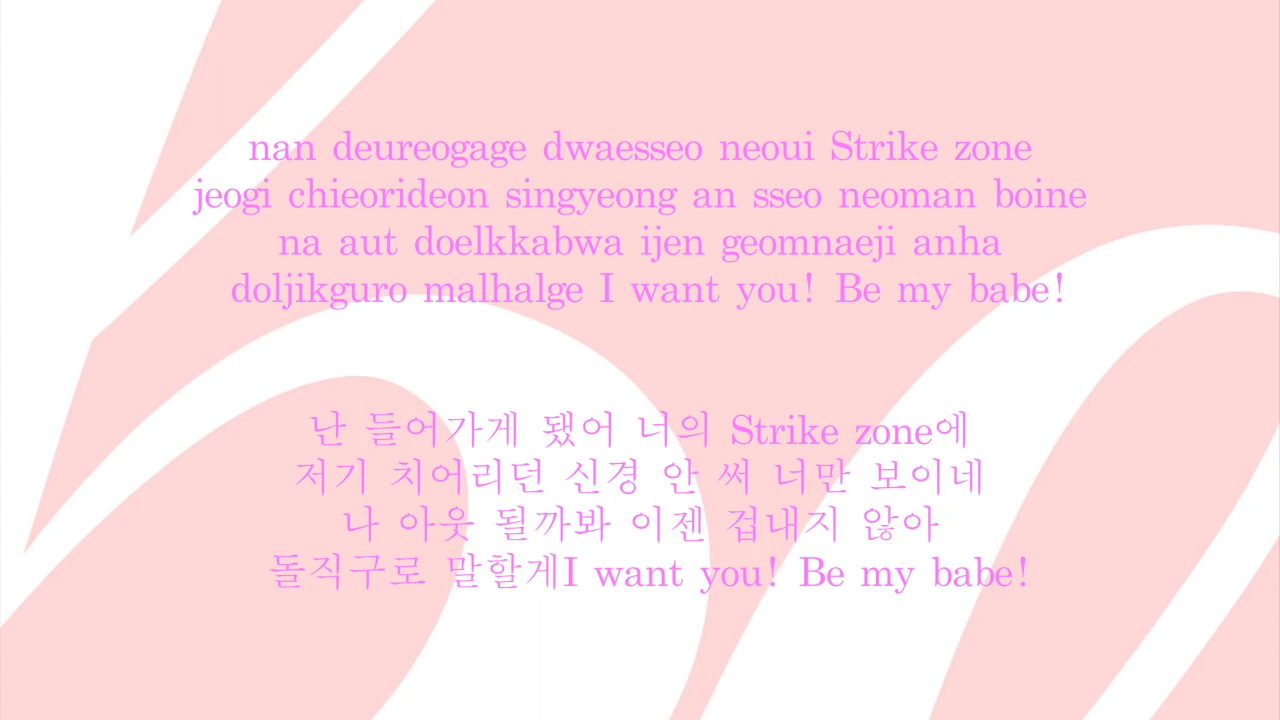 nan deureogage dwaesseo neoui Strike zone
jeogi chieorideon singyeong an sseo neoman boine
na aut doelkkabwa ijen geomnaeji anha
doljikguro malhalge I want you! Be my babe!
난 들어가게 됐어 너의 Strike zone에
저기 치어리던 신경 안 써 너만 보이네
나 아웃 될까봐 이젠 겁내지 않아
돌직구로 말할게I want you! Be my babe!